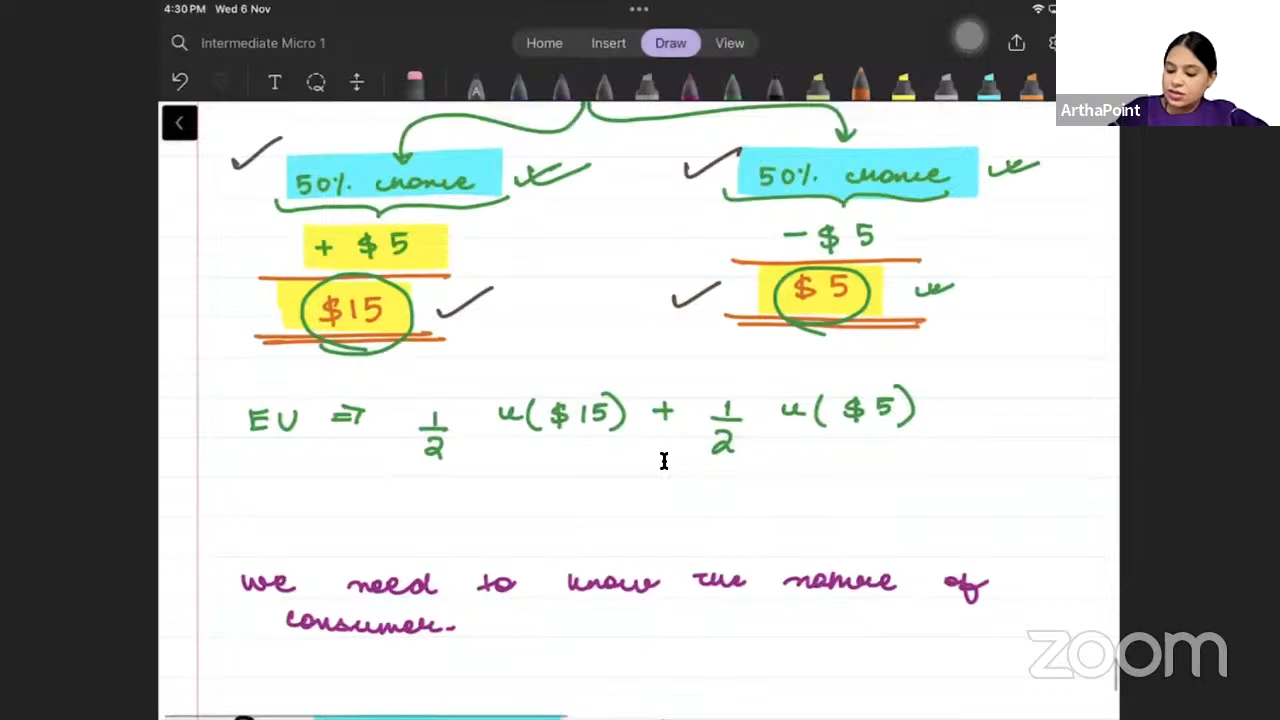 4:30 PM Wed 6 Nov
Intermediate Micro 1
Home Insert Draw View
T
ArthaPoint
50% chance
50% chance
+ $ 5
- $ 5
$15
$ 5
EU ⇒ 1/2 u($15) + 1/2 u($5)
we need to know the nature of
consumer.
zoom